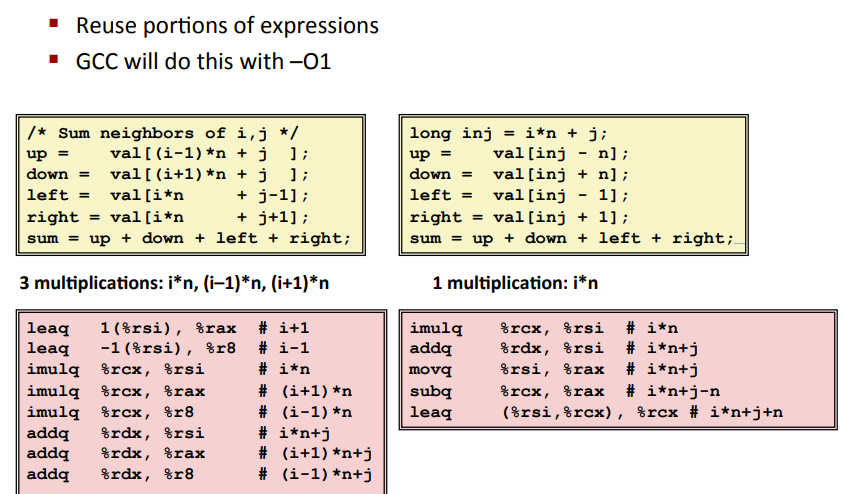 ▪ Reuse portions of expressions
▪ GCC will do this with –O1
/* Sum neighbors of i,j */
up =    val[(i-1)*n + j  ];
down =  val[(i+1)*n + j  ];
left =  val[i*n     + j-1];
right = val[i*n     + j+1];
sum = up + down + left + right;
long inj = i*n + j;
up =    val[inj - n];
down =  val[inj + n];
left =  val[inj - 1];
right = val[inj + 1];
sum = up + down + left + right;
3 multiplications: i*n, (i–1)*n, (i+1)*n
1 multiplication: i*n
leaq   1(%rsi), %rax  # i+1
leaq   -1(%rsi), %r8  # i-1
imulq  %rcx, %rsi     # i*n
imulq  %rcx, %rax     # (i+1)*n
imulq  %rcx, %r8      # (i-1)*n
addq   %rdx, %rsi     # i*n+j
addq   %rdx, %rax     # (i+1)*n+j
addq   %rdx, %r8      # (i-1)*n+j
imulq    %rcx, %rsi  # i*n
addq     %rdx, %rsi  # i*n+j
movq     %rsi, %rax  # i*n+j
subq     %rcx, %rax  # i*n+j-n
leaq     (%rsi,%rcx), %rcx # i*n+j+n